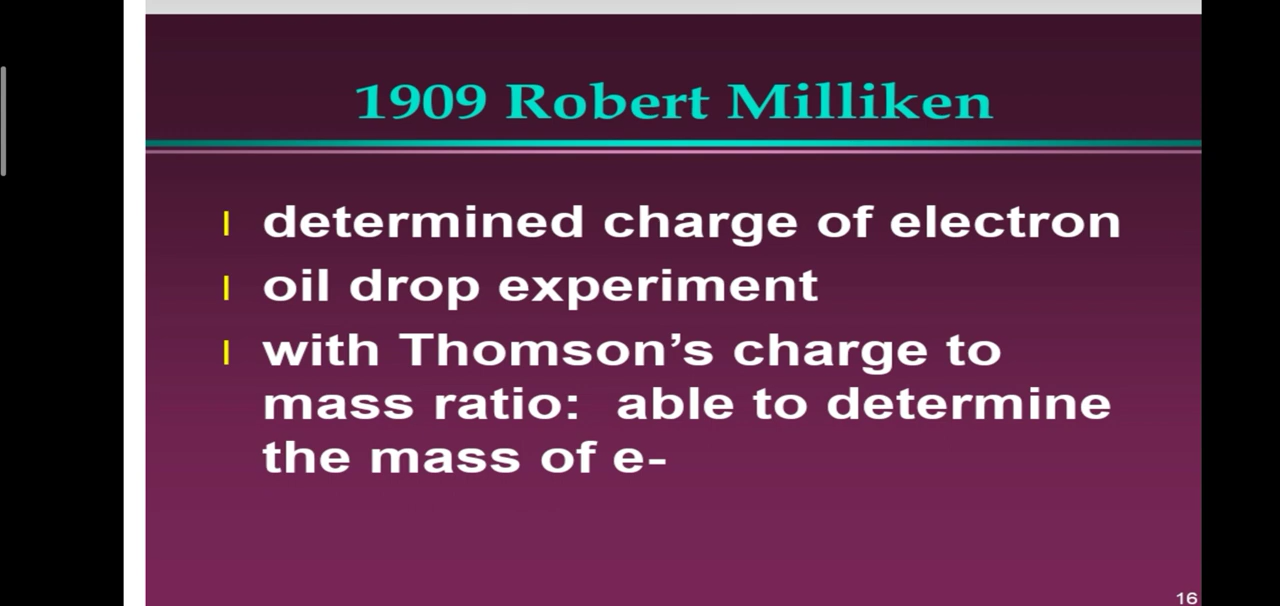 1909 Robert Milliken
determined charge of electron
oil drop experiment
with Thomson’s charge to
mass ratio:  able to determine
the mass of e-
16